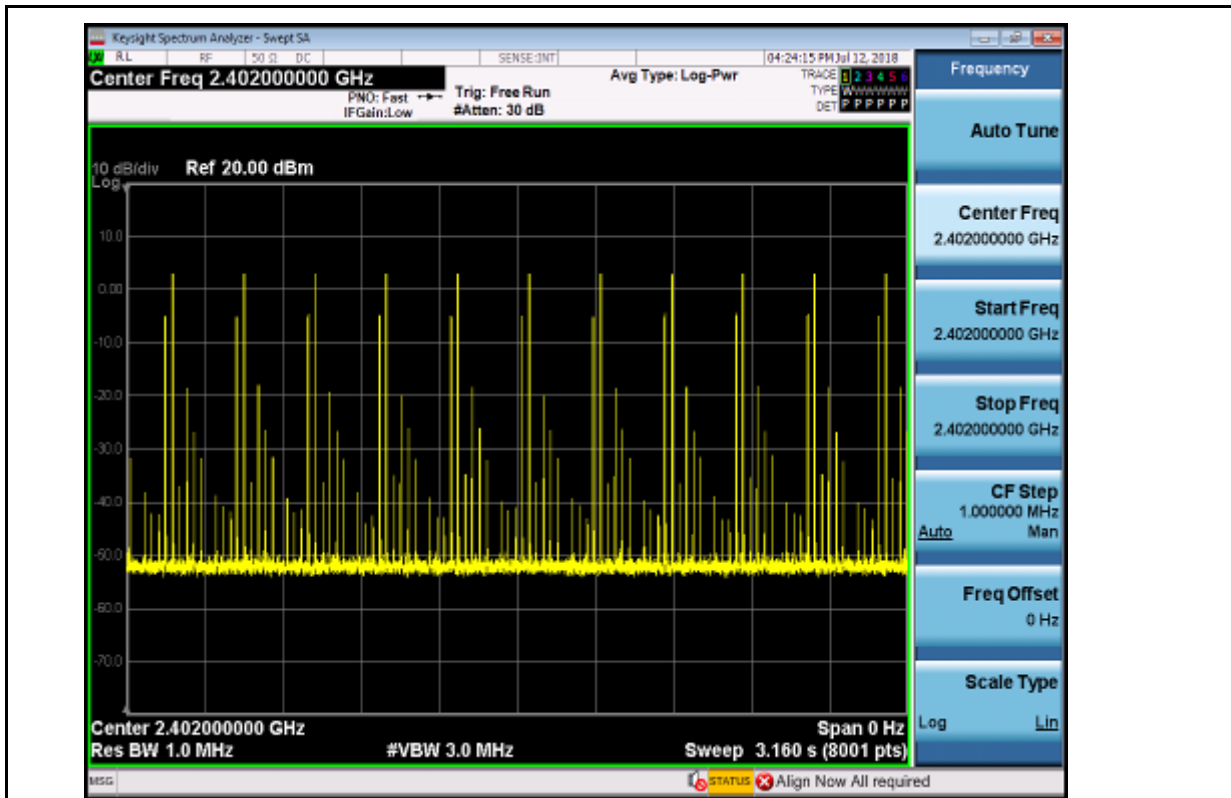 Keysight Spectrum Analyzer - Swept SA
RL RF 50 Ω DC SENSE:INT 04:24:15 PM Jul 12, 2018
Center Freq 2.402000000 GHz
PNO: Fast
IFGain:Low
Trig: Free Run
#Atten: 30 dB
Avg Type: Log-Pwr
TRACE 1 2 3 4 5 6
TYPE WWWWWW
DET P P P P P P
10 dB/div Ref 20.00 dBm
Log
10.0
0.00
-10.0
-20.0
-30.0
-40.0
-50.0
-60.0
-70.0
Center 2.402000000 GHz Span 0 Hz
Res BW 1.0 MHz #VBW 3.0 MHz Sweep 3.160 s (8001 pts)
MSG STATUS Align Now All required
Frequency
Auto Tune
Center Freq
2.402000000 GHz
Start Freq
2.402000000 GHz
Stop Freq
2.402000000 GHz
CF Step
1.000000 MHz
Auto Man
Freq Offset
0 Hz
Scale Type
Log Lin